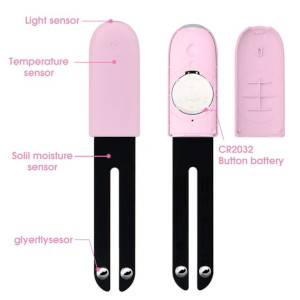 Light sensor
Temperature
sensor
Solil moisture
sensor
CR2032
Button battery
glyertlysesor